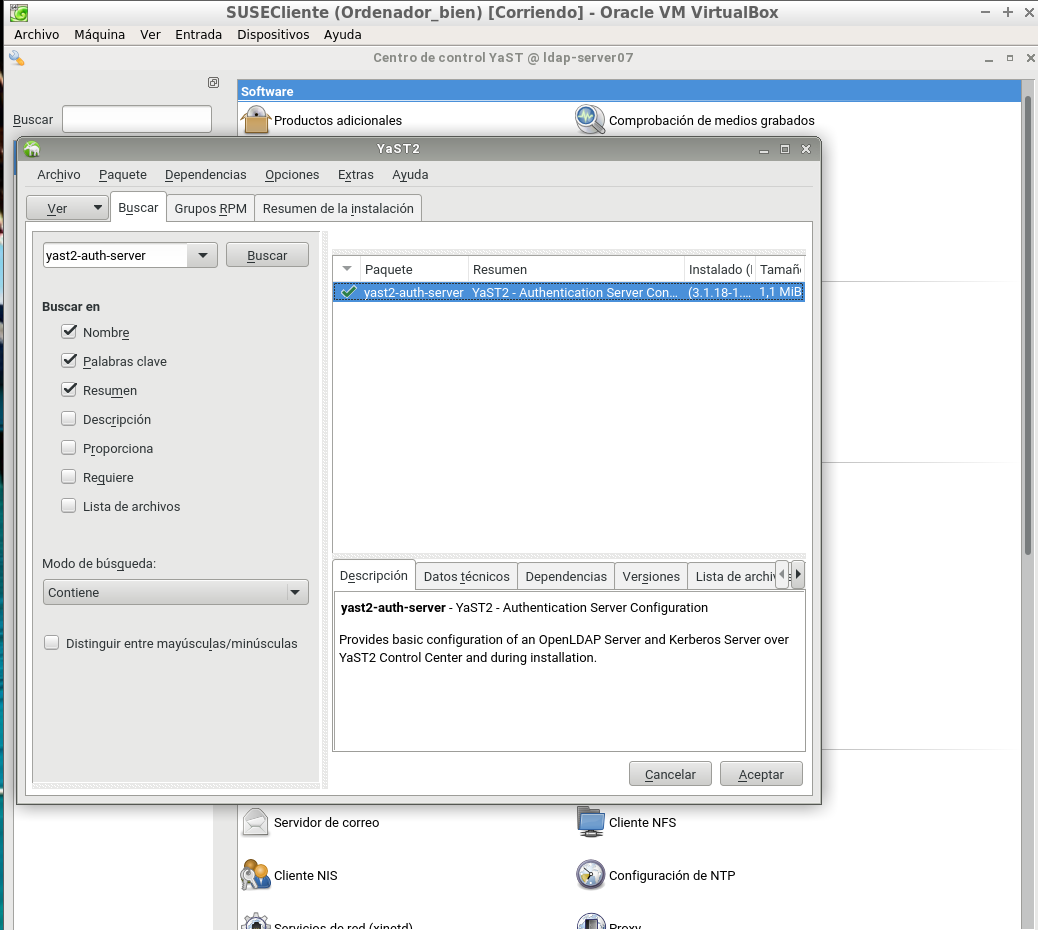 SUSECliente (Ordenador_bien) [Corriendo] - Oracle VM VirtualBox
Archivo Máquina Ver Entrada Dispositivos Ayuda
Centro de control YaST @ ldap-server07
Buscar
Software
Productos adicionales
Comprobación de medios grabados
YaST2
Archivo Paquete Dependencias Opciones Extras Ayuda
Ver Buscar Grupos RPM Resumen de la instalación
yast2-auth-server Buscar
Buscar en
Nombre
Palabras clave
Resumen
Descripción
Proporciona
Requiere
Lista de archivos
Modo de búsqueda:
Contiene
Distinguir entre mayúsculas/minúsculas
Paquete Resumen Instalado (
yast2-auth-server YaST2 - Authentication Server Con... (3.1.18-1.... 1,1 MiB
Descripción Datos técnicos Dependencias Versiones Lista de
yast2-auth-server - YaST2 - Authentication Server Configuration
Provides basic configuration of an OpenLDAP Server and Kerberos Server over
YaST2 Control Center and during installation.
Cancelar Aceptar
Servidor de correo
Cliente NFS
Cliente NIS
Configuración de NTP
Servicios de red (xinetd)
Proxy